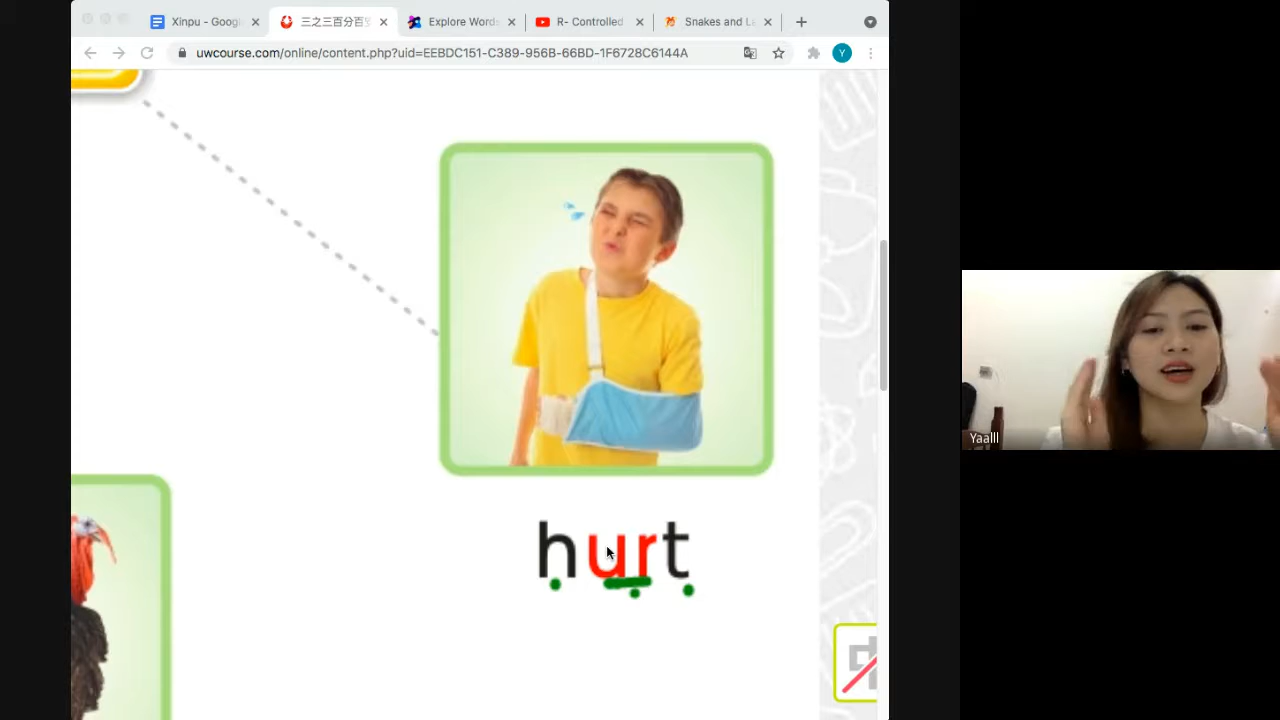 Xinpu - Googl
三之三百分百
Explore Words
R- Controlled
Snakes and L
uwcourse.com/online/content.php?uid=EEBDC151-C389-956B-66BD-1F6728C6144A
Y
hurt
Yaalll